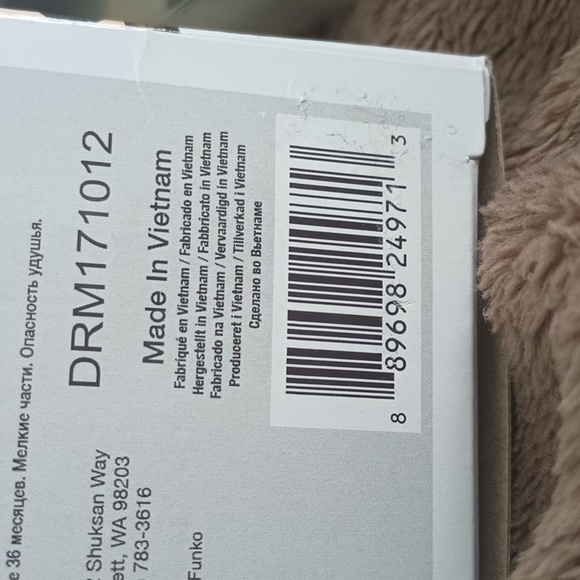 е 36 месяцев. Мелкие части. Опасность удушья.
DRM171012
Made In Vietnam
Fabriqué en Vietnam / Fabricado en Vietnam
Hergestellt in Vietnam / Fabbricato in Vietnam
Fabricado na Vietnam / Vervaardigd in Vietnam
Produceret i Vietnam / Tillverkad i Vietnam
Сделано во Вьетнаме
8 89698 24971 3
Shuksan Way
ett, WA 98203
783-3616
Funko